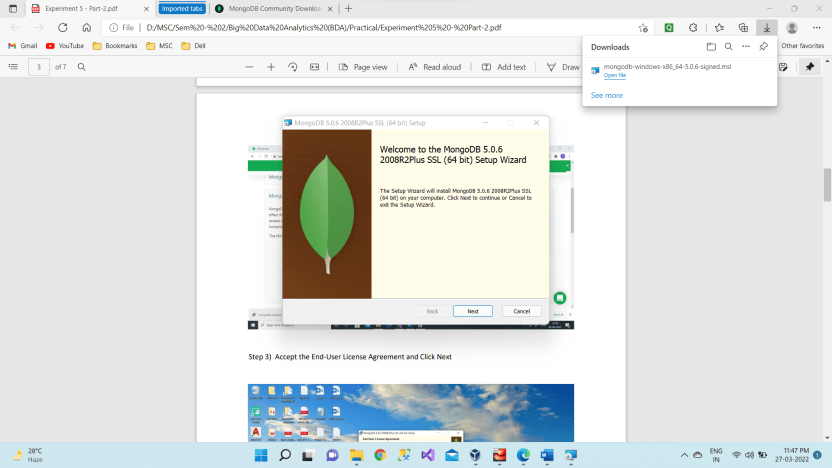 Experiment 5 - Part-2.pdf
Imported tabs
MongoDB Community Downloa
File
D:/MSC/Sem%20-%202/Big%20Data%20Analytics%20(BDA)/Practical/Experiment%205%20-%20Part-2.pdf
Gmail
YouTube
Bookmarks
MSC
Dell
Other favorites
3
of 7
Page view
Read aloud
Add text
Draw
Downloads
mongodb-windows-x86_64-5.0.6-signed.msi
Open file
See more
MongoDB 5.0.6 2008R2Plus SSL (64 bit) Setup
Welcome to the MongoDB 5.0.6
2008R2Plus SSL (64 bit) Setup Wizard
The Setup Wizard will install MongoDB 5.0.6 2008R2Plus SSL
(64 bit) on your computer. Click Next to continue or Cancel to
exit the Setup Wizard.
Back
Next
Cancel
Step 3) Accept the End-User License Agreement and Click Next
28°C
Haze
ENG
IN
11:47 PM
27-03-2022
1